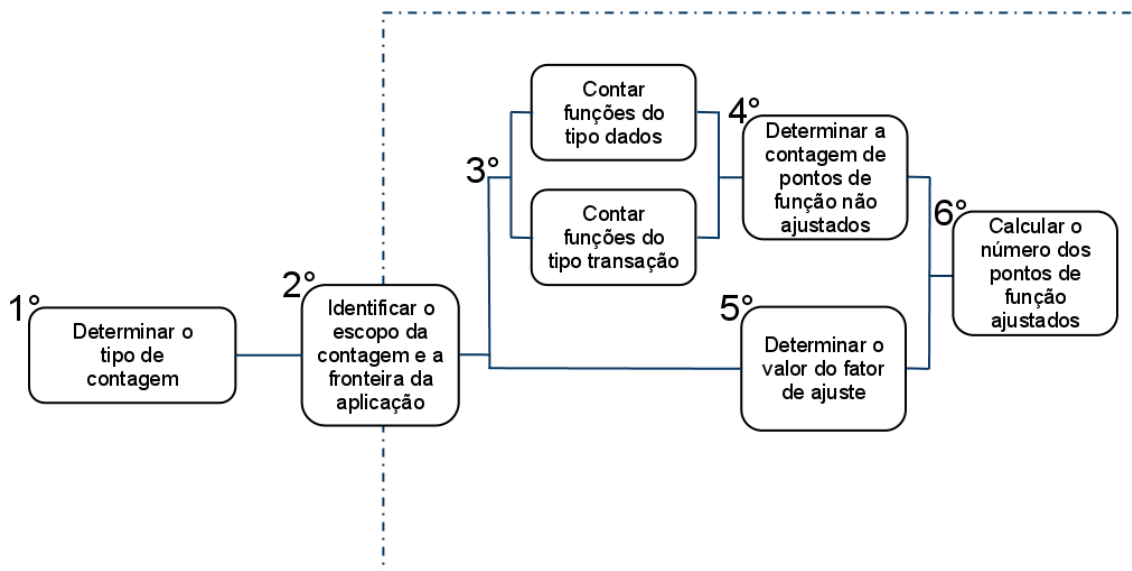 1°
Determinar o
tipo de
contagem
2°
Identificar o
escopo da
contagem e a
fronteira da
aplicação
3°
Contar
funções do
tipo dados
Contar
funções do
tipo transação
4°
Determinar a
contagem de
pontos de
função não
ajustados
5°
Determinar o
valor do fator
de ajuste
6°
Calcular o
número dos
pontos de
função
ajustados